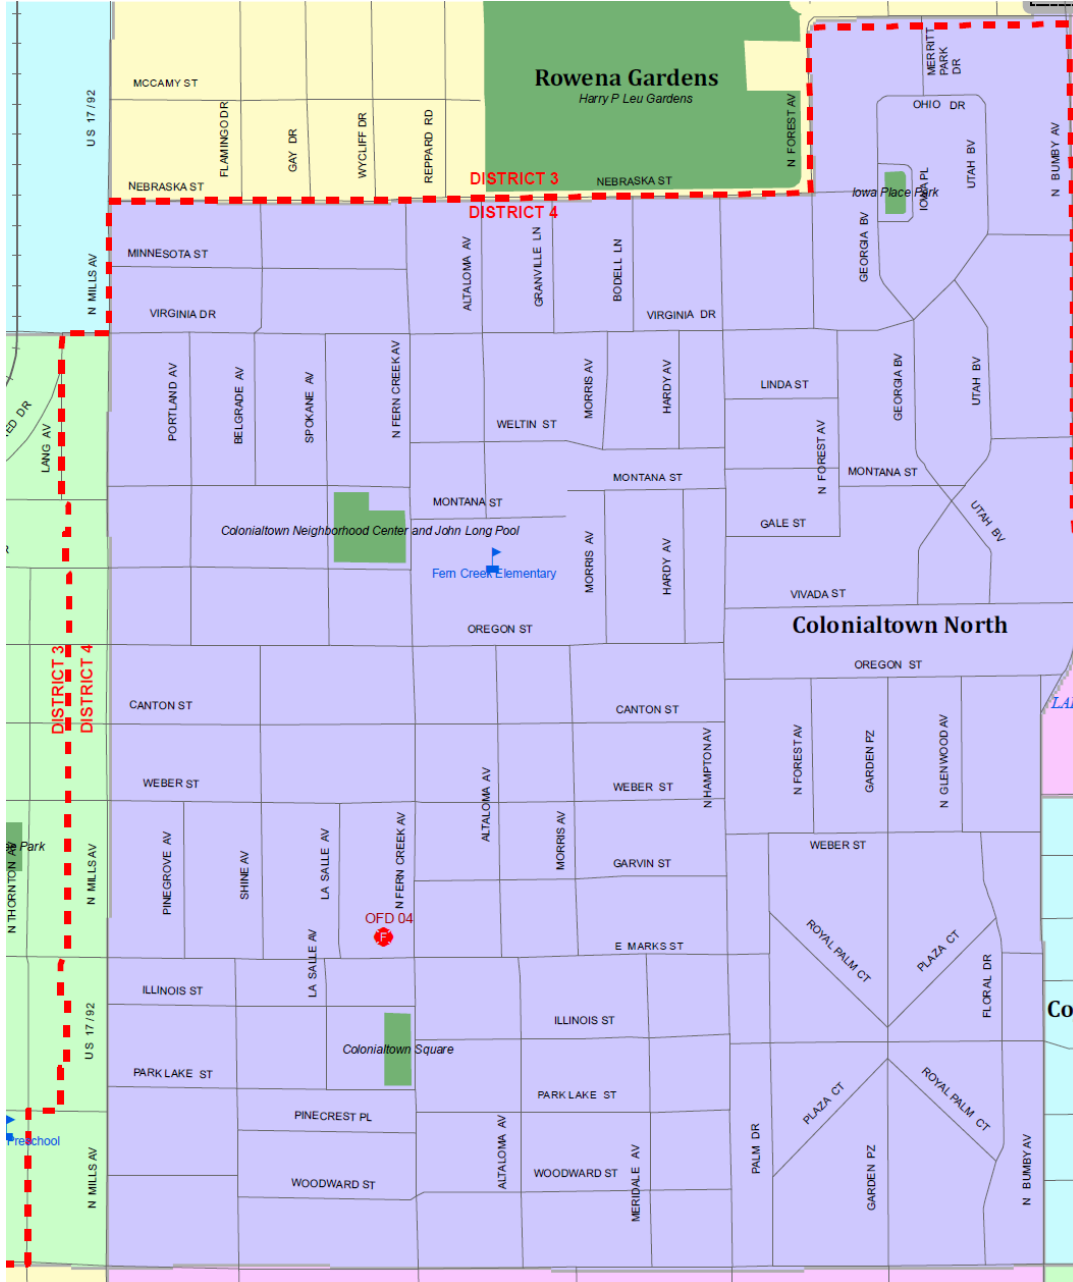 MERRITT PARK DR
Rowena Gardens
Harry P Leu Gardens
MCCAMY ST
US 17/92
FLAMINGO DR
GAY DR
WYCLIFF DR
REPPARD RD
N FOREST AV
OHIO DR
UTAH BV
N BUMBY AV
NEBRASKA ST
DISTRICT 3
NEBRASKA ST
DISTRICT 4
Iowa Place Park
IOWA PL
GEORGIA BV
MINNESOTA ST
N MILLS AV
ALTALOMA AV
GRANVILLE LN
BODELL LN
VIRGINIA DR
VIRGINIA DR
PORTLAND AV
BELGRADE AV
SPOKANE AV
N FERN CREEK AV
MORRIS AV
HARDY AV
LINDA ST
GEORGIA BV
UTAH BV
ED DR
LANG AV
WELTIN ST
N FOREST AV
MONTANA ST
MONTANA ST
MONTANA ST
UTAH BV
GALE ST
Colonialtown Neighborhood Center and John Long Pool
Fern Creek Elementary
MORRIS AV
HARDY AV
R
VIVADA ST
OREGON ST
Colonialtown North
OREGON ST
DISTRICT 3
DISTRICT 4
CANTON ST
CANTON ST
LA
N HAMPTON AV
N FOREST AV
GARDEN PZ
N GLENWOOD AV
WEBER ST
WEBER ST
ALTALOMA AV
MORRIS AV
WEBER ST
e Park
N THORNTON AV
N MILLS AV
PINEGROVE AV
SHINE AV
LA SALLE AV
N FERN CREEK AV
GARVIN ST
OFD 04
F
E MARKS ST
ROYAL PALM CT
PLAZA CT
FLORAL DR
LA SALLE AV
ILLINOIS ST
ILLINOIS ST
Co
US 17/92
Colonialtown Square
PARK LAKE ST
PARK LAKE ST
PLAZA CT
ROYAL PALM CT
PINECREST PL
Preschool
N MILLS AV
ALTALOMA AV
PALM DR
WOODWARD ST
WOODWARD ST
MERIDALE AV
GARDEN PZ
N BUMBY AV